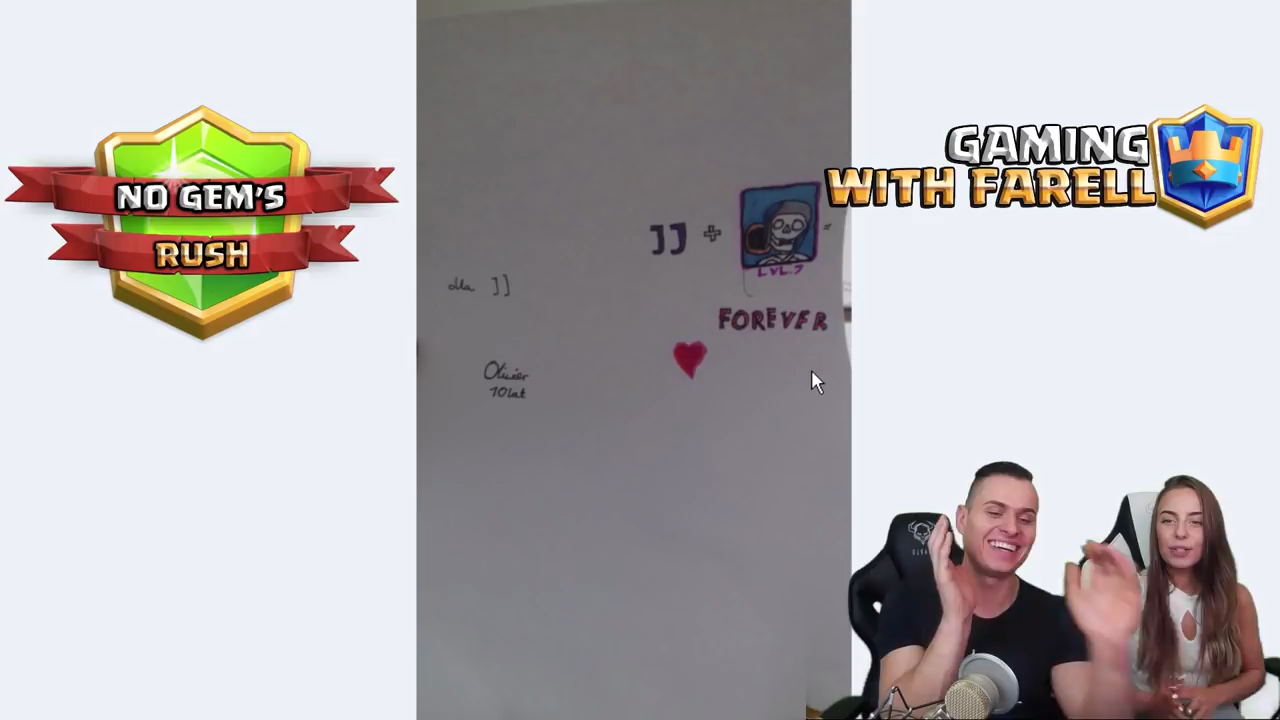 NO GEM'S
RUSH
GAMING
WITH FARELL
JJ + =
LVL.7
FOREVER
dla JJ
Olivier
10 lat